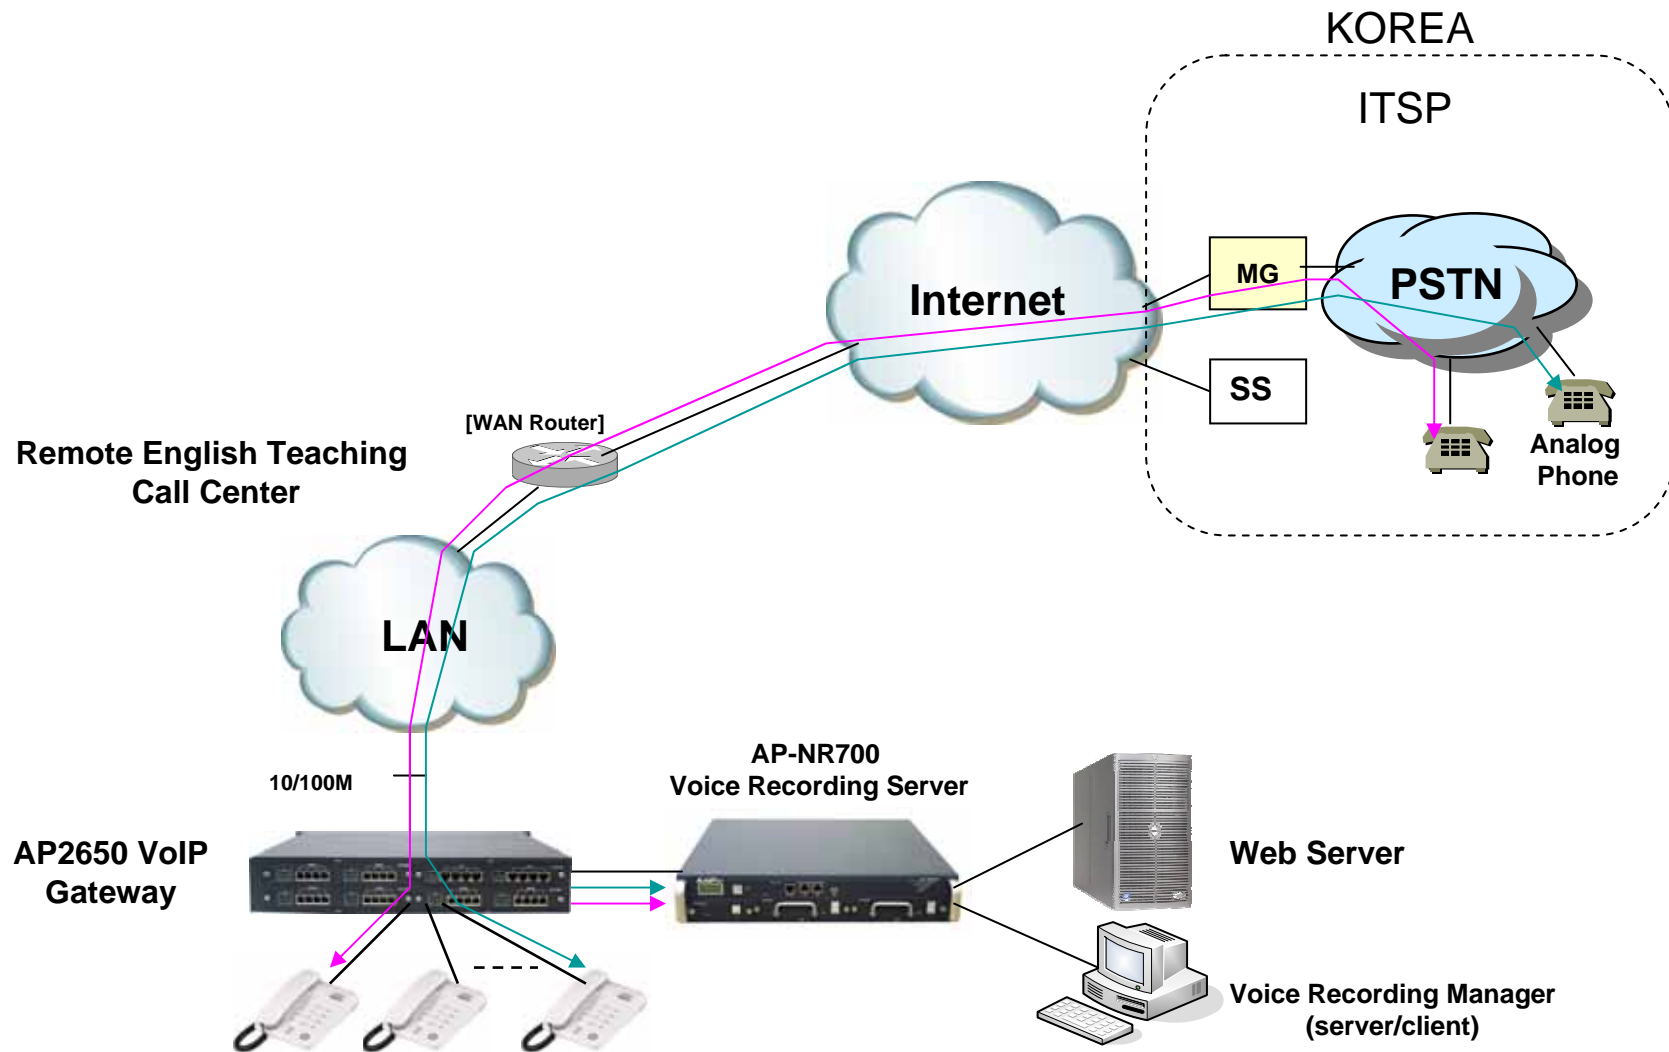 KOREA
ITSP
MG
PSTN
Internet
SS
[WAN Router]
Analog
Phone
Remote English Teaching
Call Center
LAN
10/100M
AP-NR700
Voice Recording Server
AP2650 VoIP
Gateway
Web Server
Voice Recording Manager
(server/client)